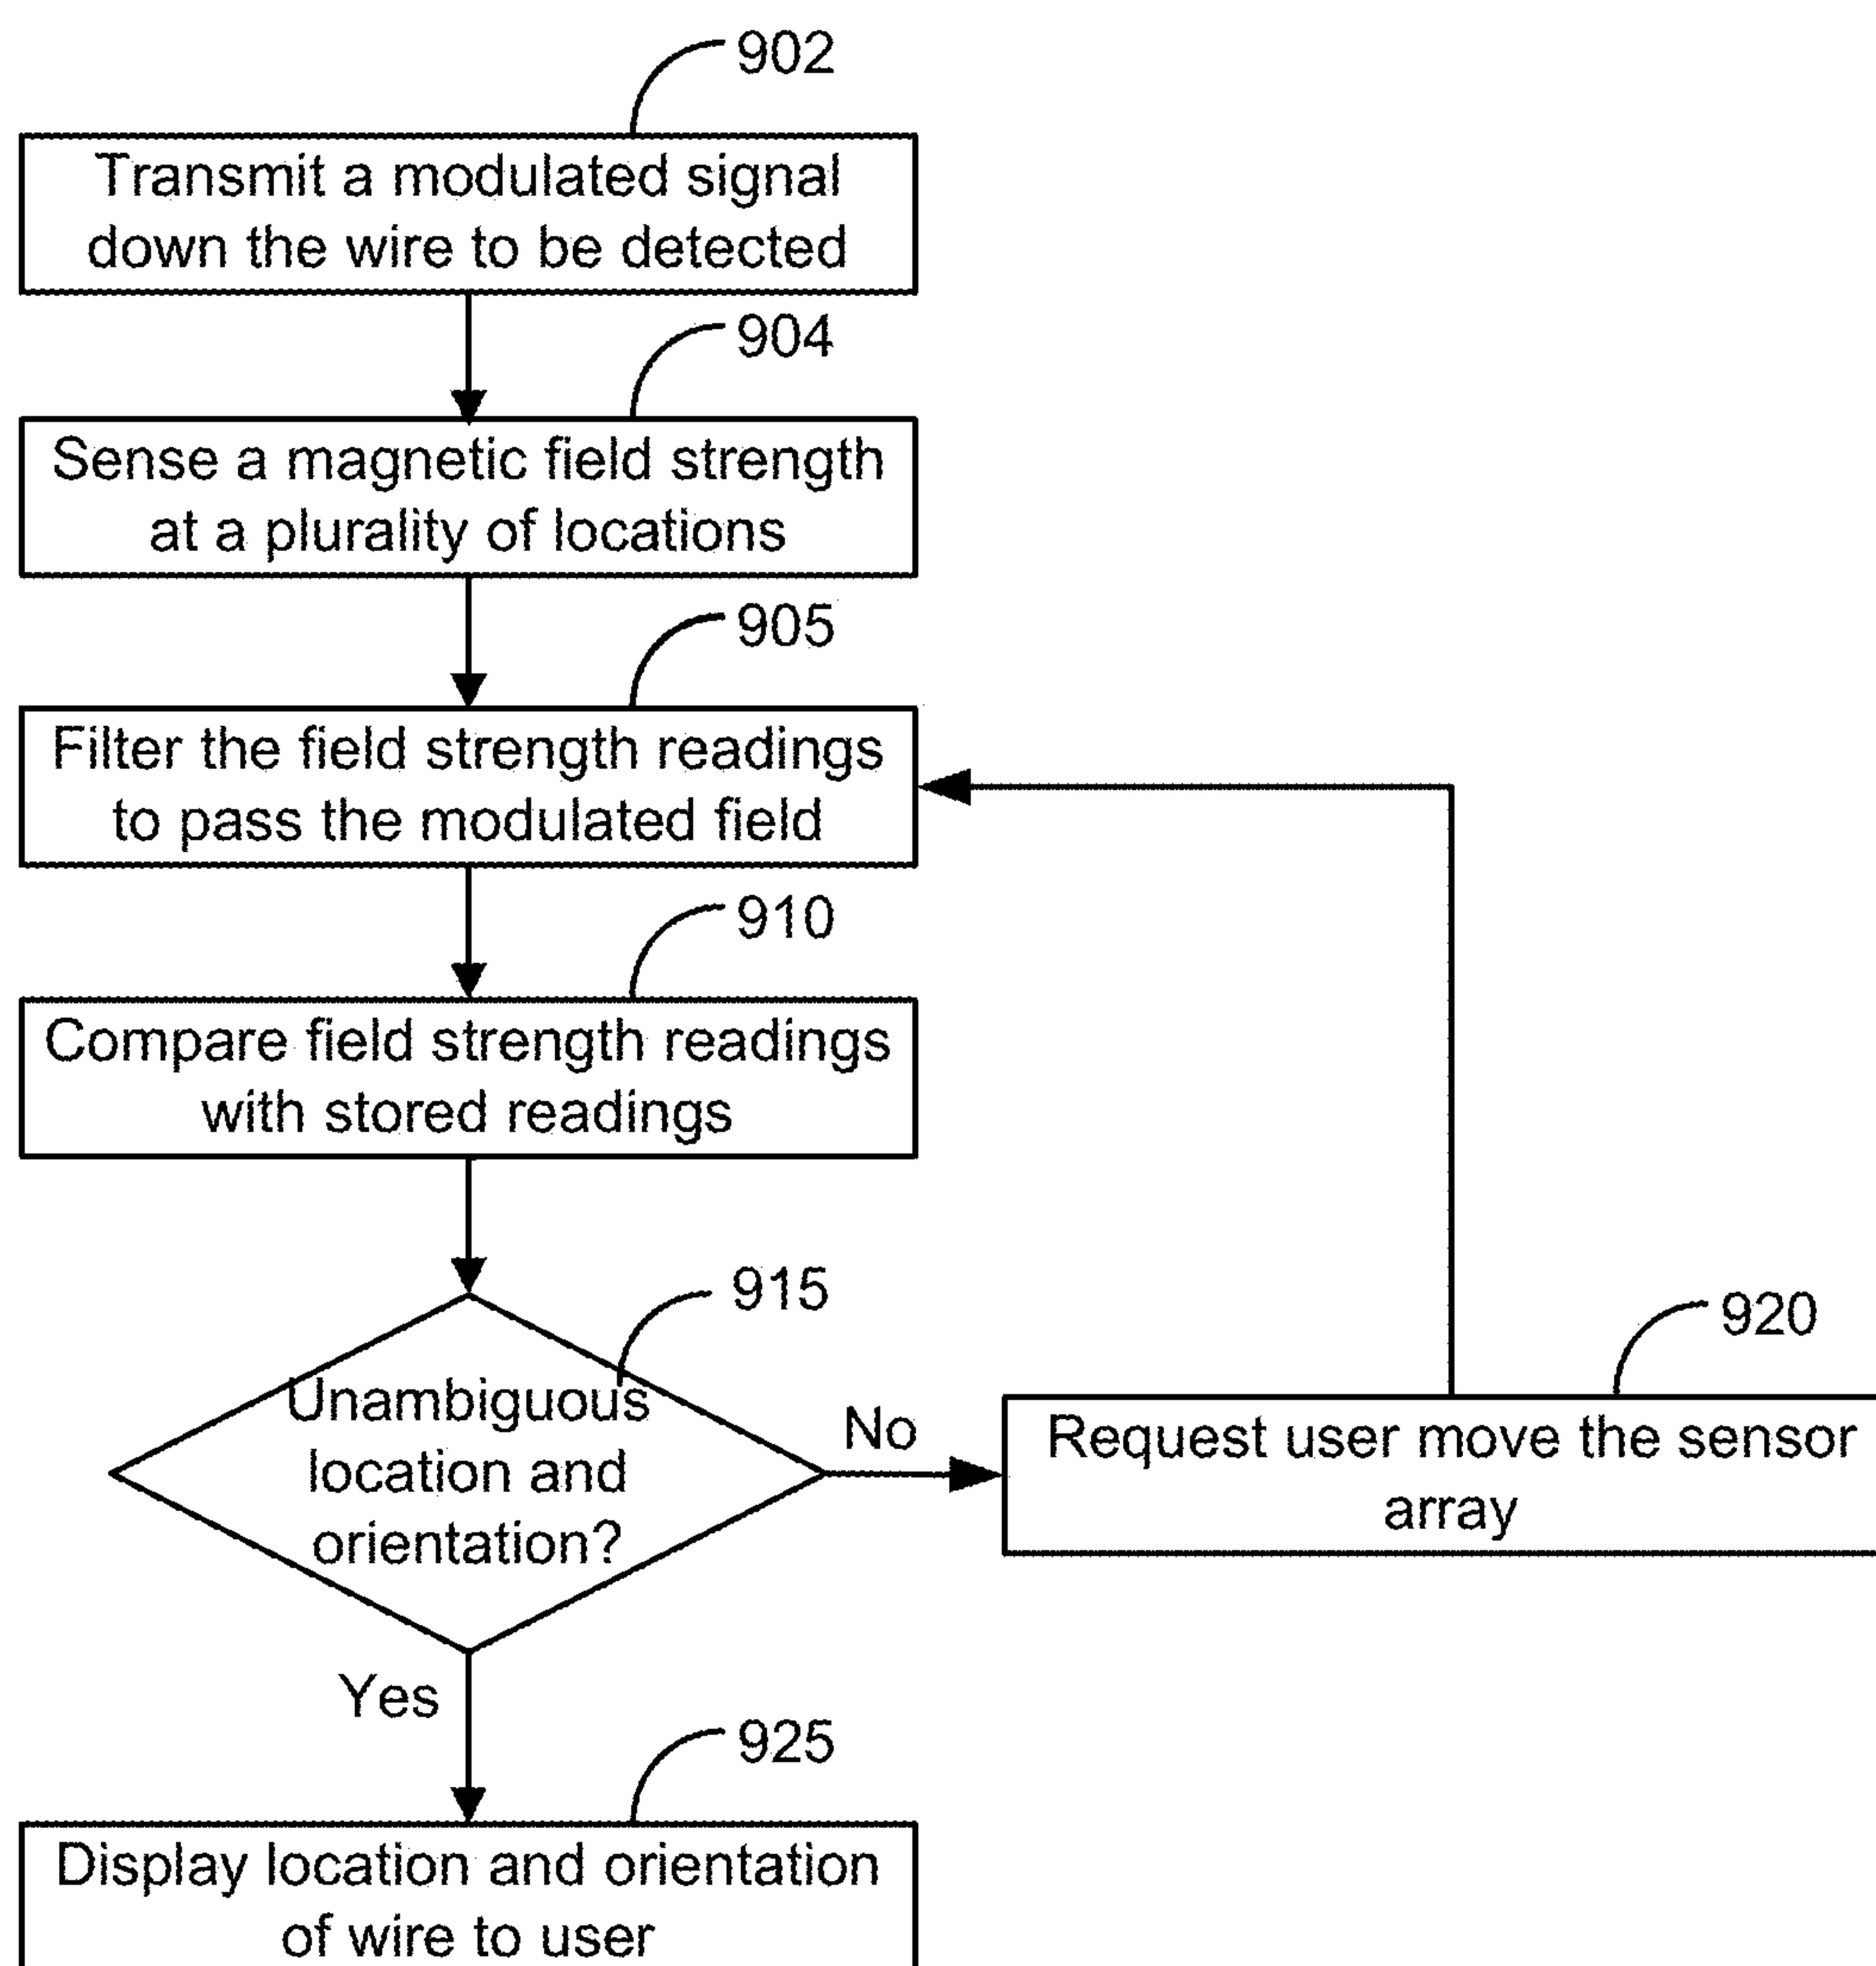 902
Transmit a modulated signal
down the wire to be detected
904
Sense a magnetic field strength
at a plurality of locations
905
Filter the field strength readings
to pass the modulated field
910
Compare field strength readings
with stored readings
915
Unambiguous
location and
orientation?
No
920
Request user move the sensor
array
Yes
925
Display location and orientation
of wire to user